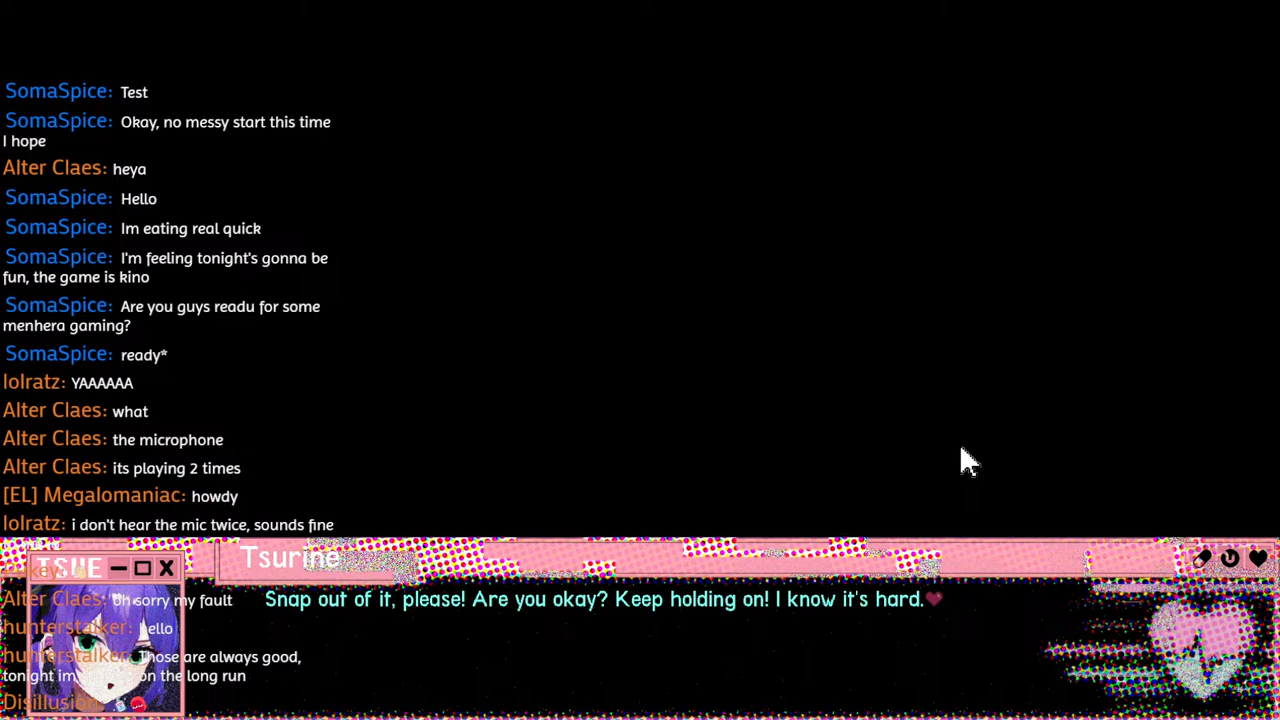 SomaSpice: Test
SomaSpice: Okay, no messy start this time
I hope
Alter Claes: heya
SomaSpice: Hello
SomaSpice: Im eating real quick
SomaSpice: I'm feeling tonight's gonna be
fun, the game is kino
SomaSpice: Are you guys readu for some
menhera gaming?
SomaSpice: ready*
lolratz: YAAAAAA
Alter Claes: what
Alter Claes: the microphone
Alter Claes: its playing 2 times
[EL] Megalomaniac: howdy
lolratz: i don't hear the mic twice, sounds fine
Tsurine
Alter Claes: Oh sorry my fault
Snap out of it, please! Are you okay? Keep holding on! I know it's hard.
hunterstalker: hello
hunterstalker: Those are always good,
tonight im on the long run
Disillusion